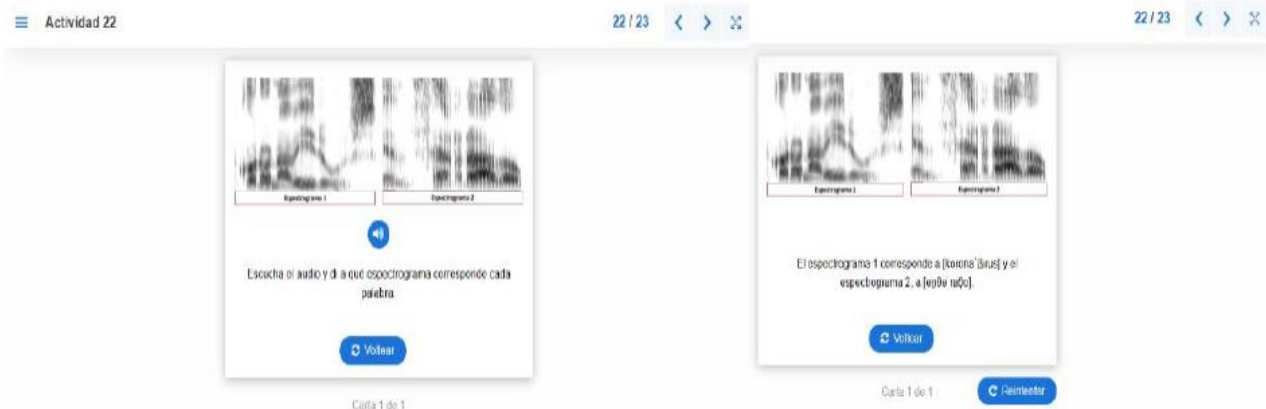 Actividad 22
22 / 23
Espectrograma 1
Espectrograma 2
Escucha el audio y di a qué espectrograma corresponde cada
palabra.
Voltear
Carta 1 de 1
22 / 23
Espectrograma 1
Espectrograma 2
El espectrograma 1 corresponde a y el
espectrograma 2, a
Voltear
Carta 1 de 1
Reintentar